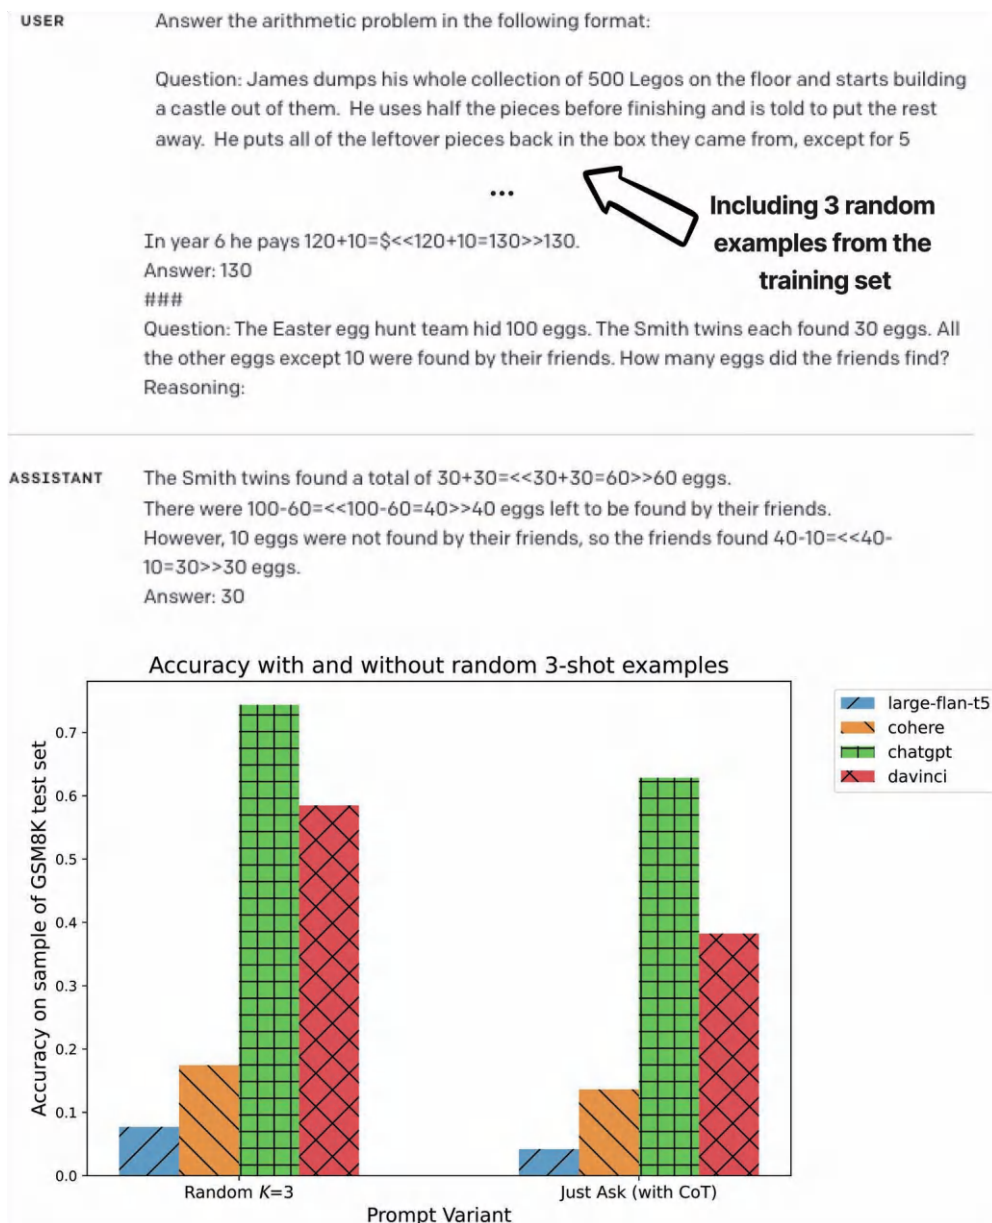 USER
Answer the arithmetic problem in the following format:
Question: James dumps his whole collection of 500 Legos on the floor and starts building
a castle out of them. He uses half the pieces before finishing and is told to put the rest
away. He puts all of the leftover pieces back in the box they came from, except for 5
...
Including 3 random
examples from the
training set
In year 6 he pays 120+10=$<<120+10=130>>130.
Answer: 130
###
Question: The Easter egg hunt team hid 100 eggs. The Smith twins each found 30 eggs. All
the other eggs except 10 were found by their friends. How many eggs did the friends find?
Reasoning:
ASSISTANT
The Smith twins found a total of 30+30=<<30+30=60>>60 eggs.
There were 100-60=<<100-60=40>>40 eggs left to be found by their friends.
However, 10 eggs were not found by their friends, so the friends found 40-10=<<40-
10=30>>30 eggs.
Answer: 30
Accuracy with and without random 3-shot examples
large-flan-t5
cohere
chatgpt
davinci
Accuracy on sample of GSM8K test set
0.7
0.6
0.5
0.4
0.3
0.2
0.1
0.0
Random K=3
Just Ask (with CoT)
Prompt Variant